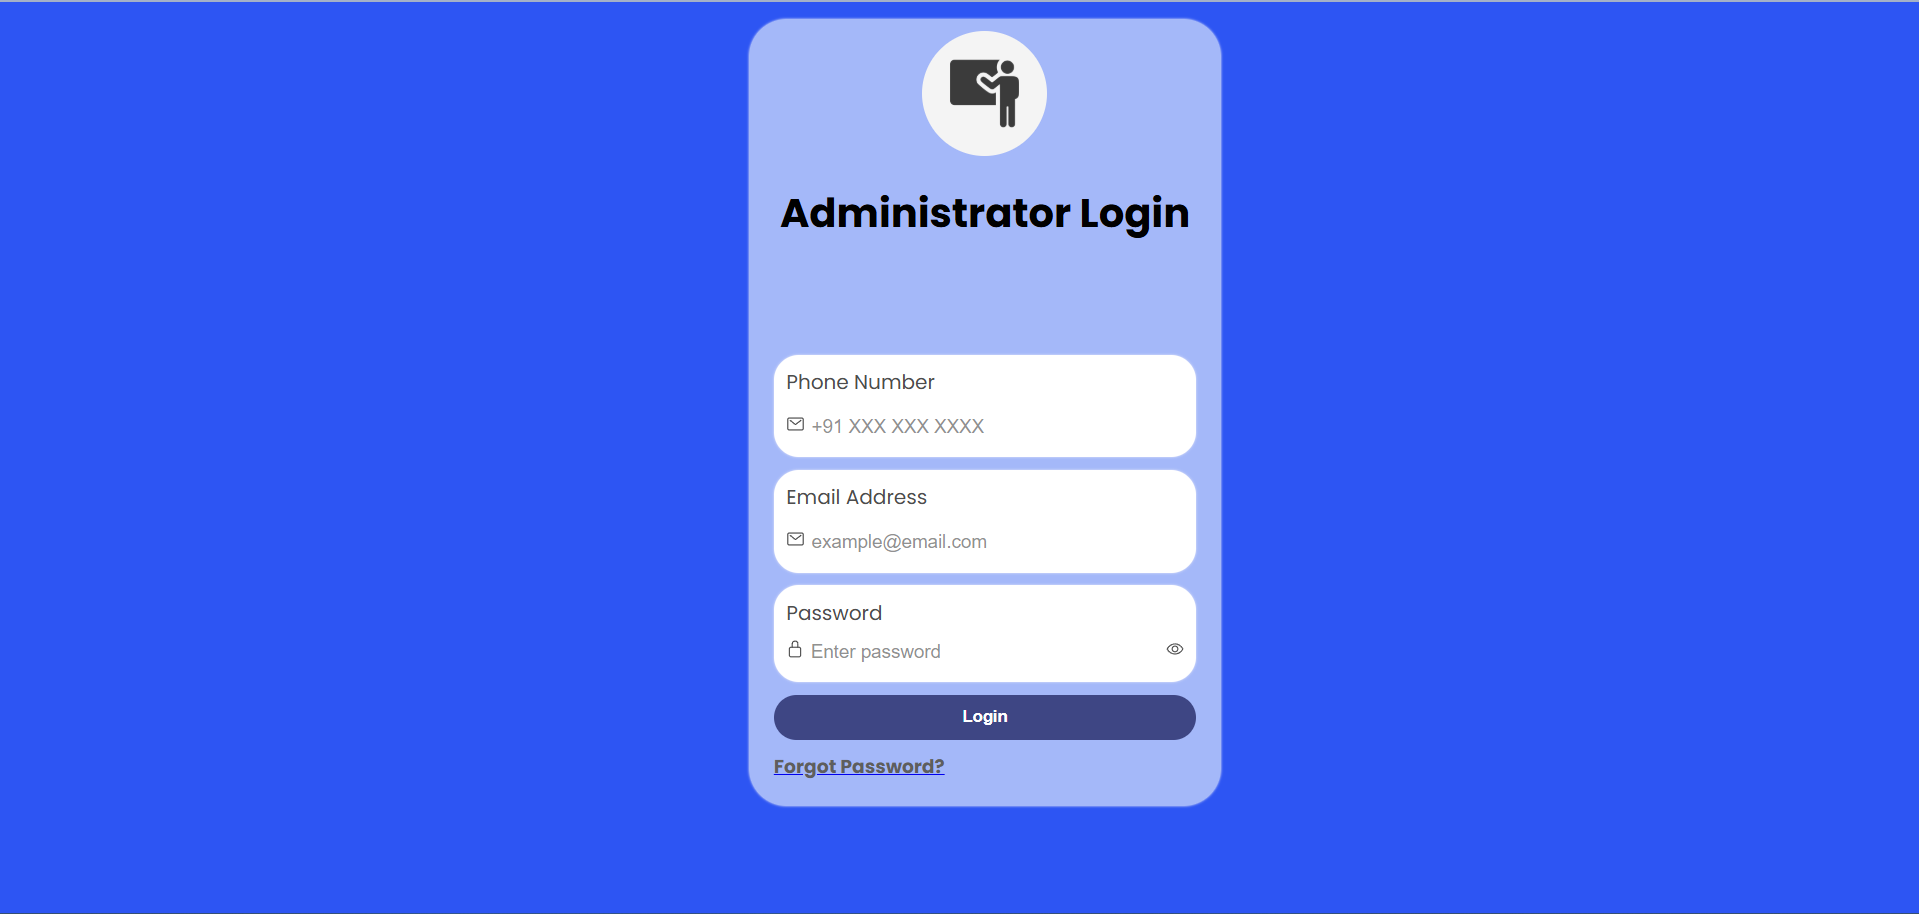 Administrator Login
Phone Number
+91 XXX XXX XXXX
Email Address
example@email.com
Password
Enter password
Login
Forgot Password?